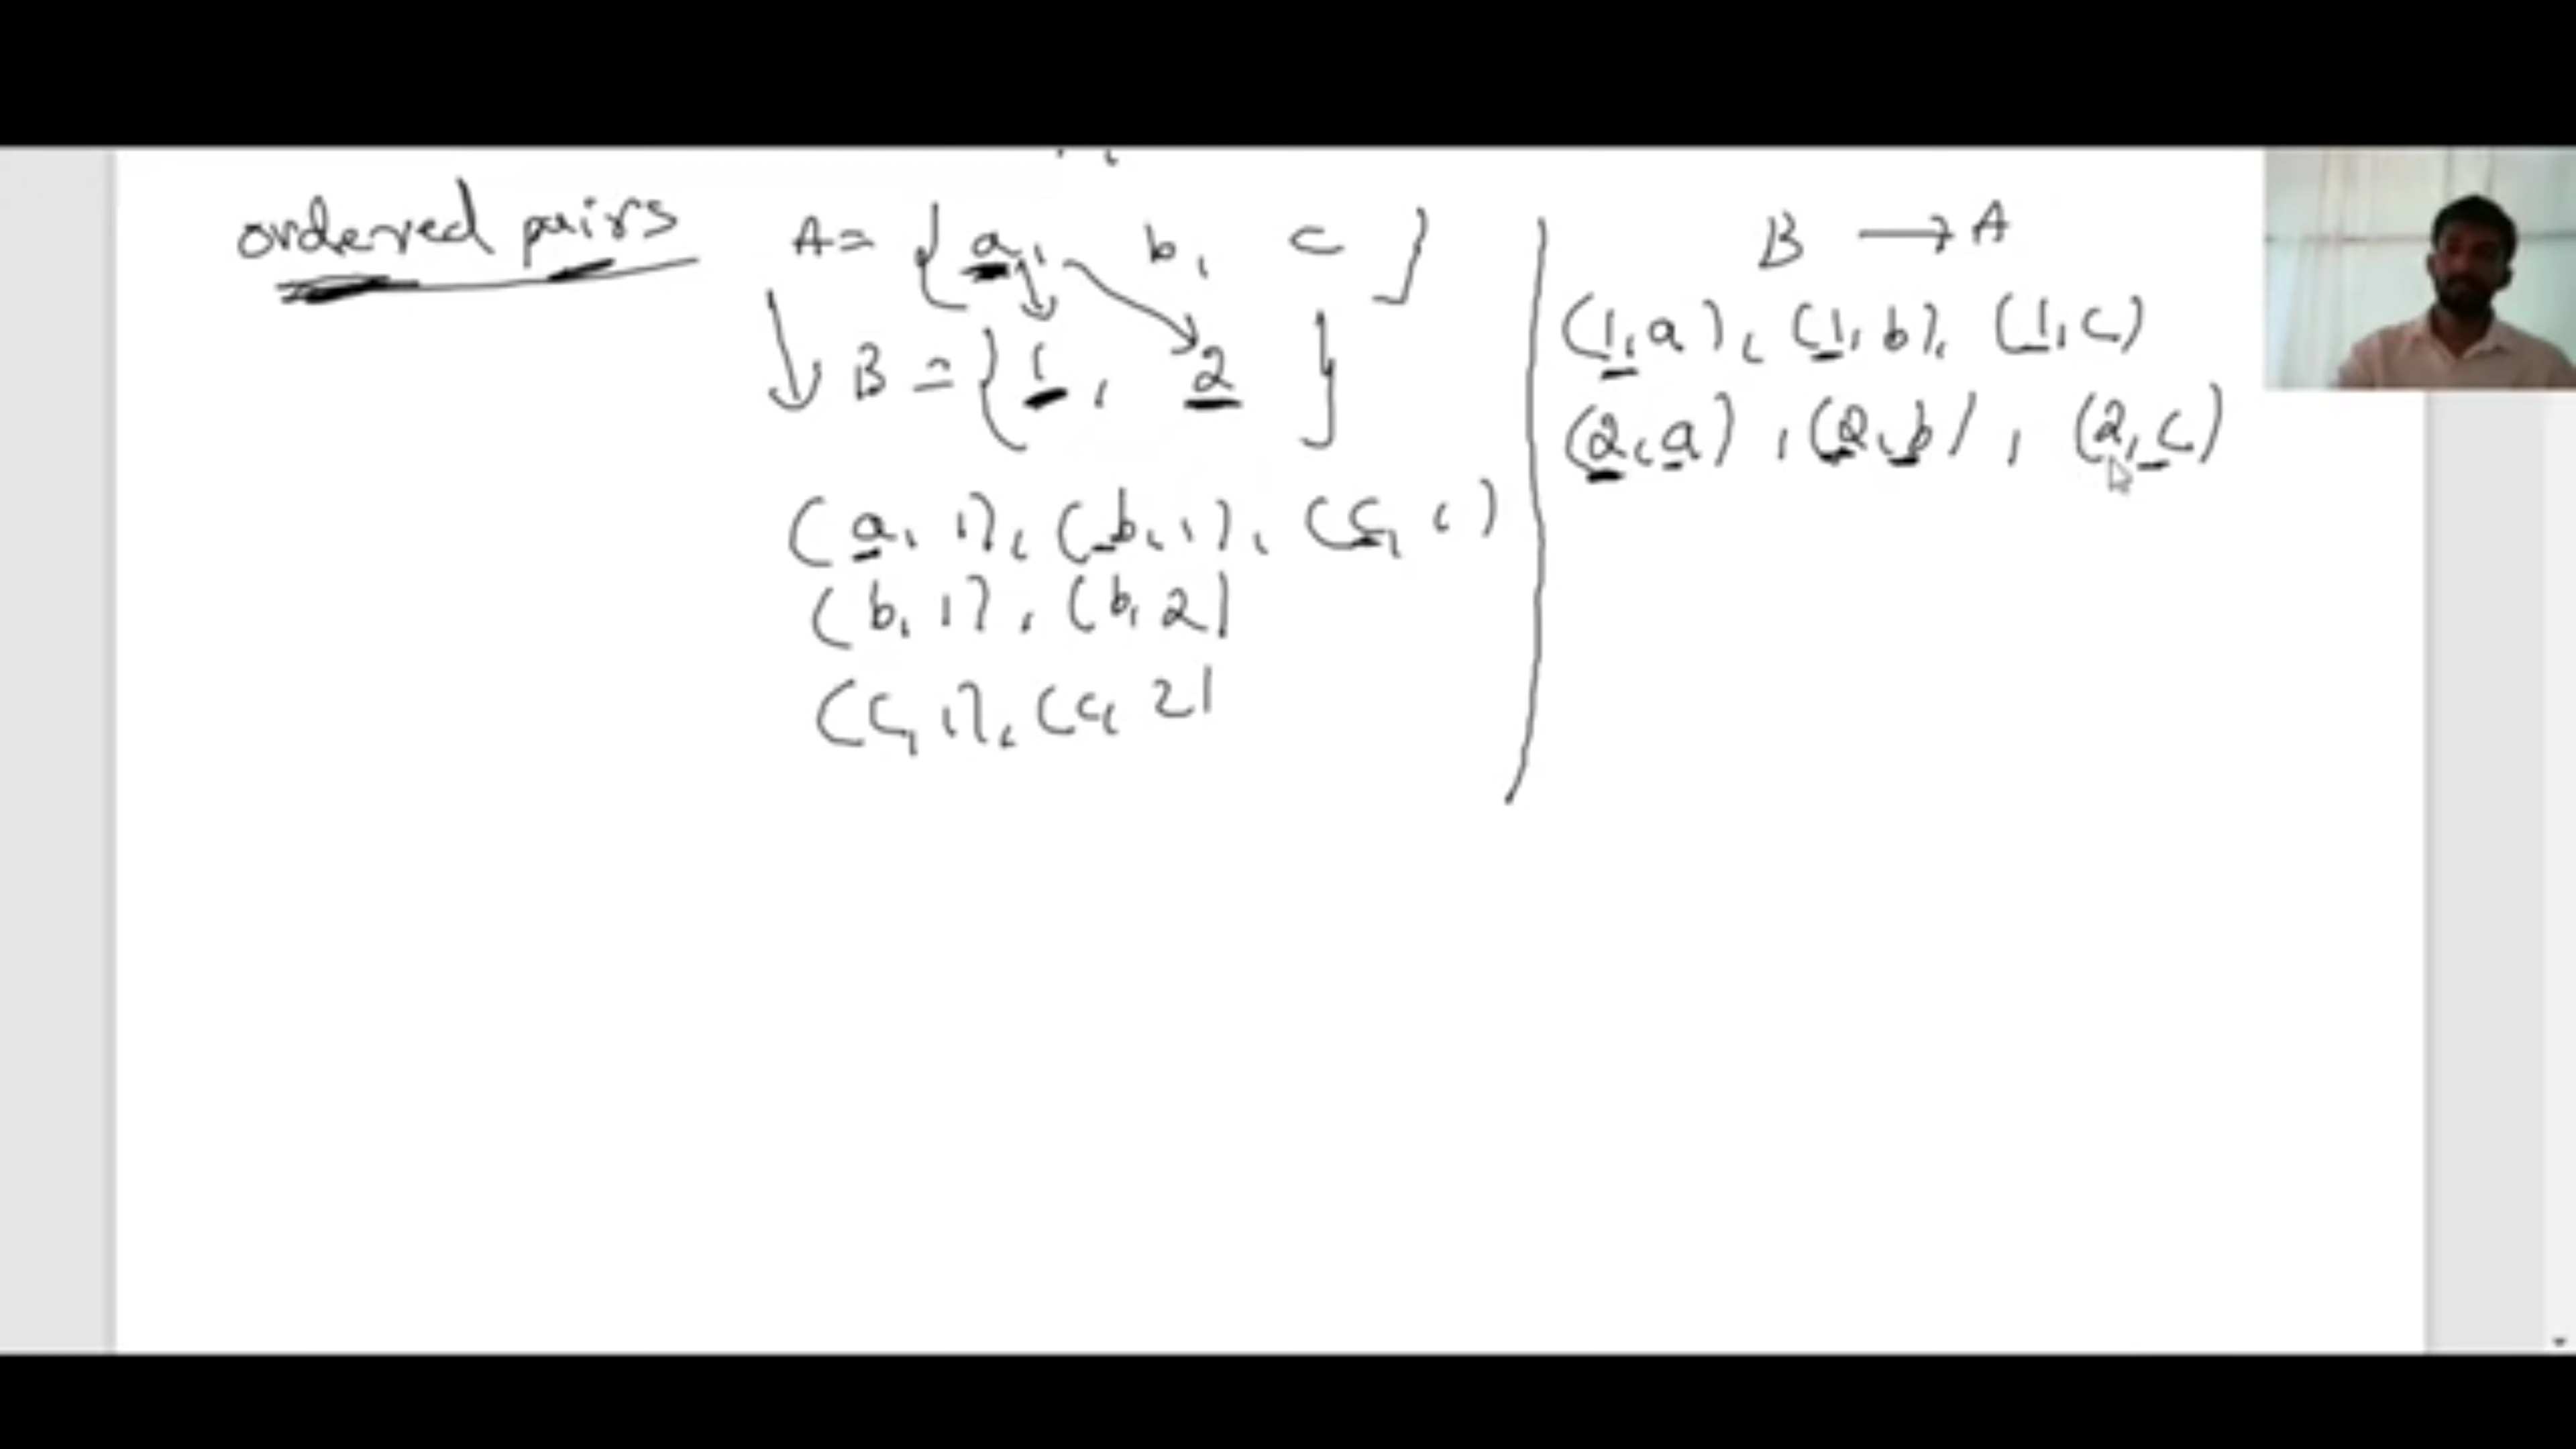 ordered pairs
A = {a, b, c}
B = {1, 2}
(a, 1), (b, 1), (c, 1)
(b, 1), (b, 2)
(c, 1), (c, 2)
B → A
(1, a), (1, b), (1, c)
(2, a), (2, b), (2, c)